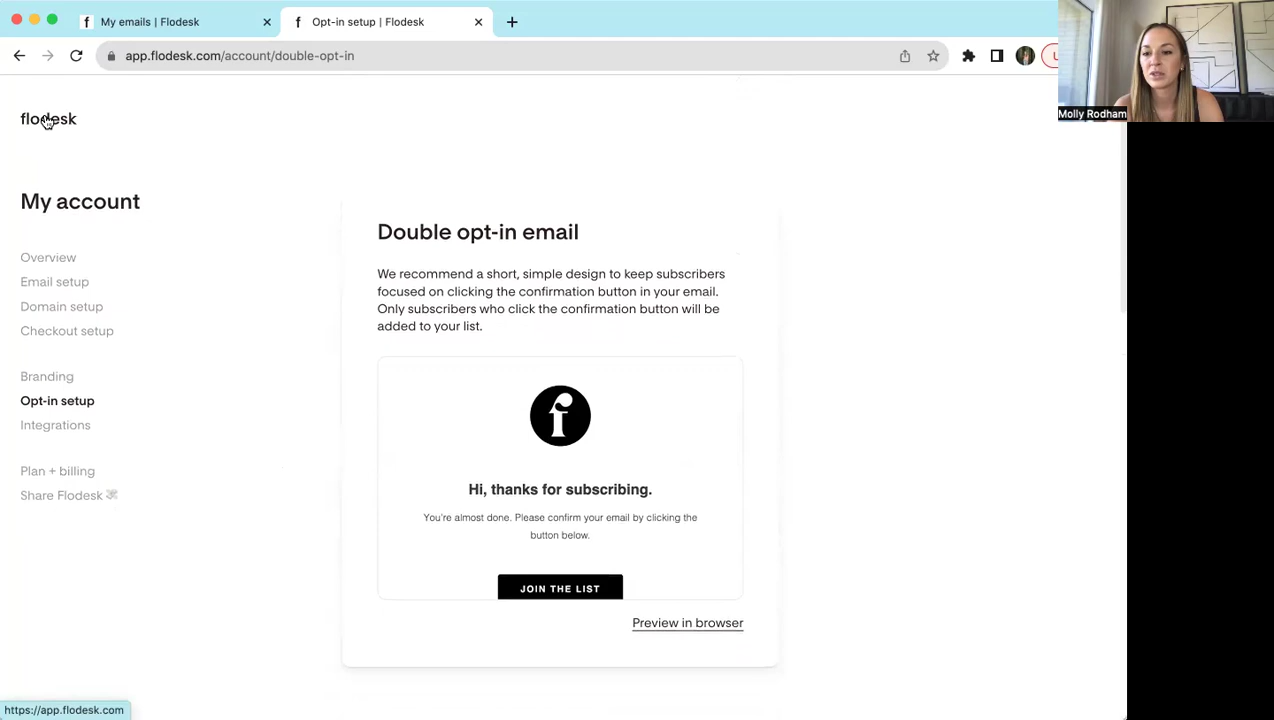 My emails | Flodesk
Opt-in setup | Flodesk
app.flodesk.com/account/double-opt-in
Molly Rodham
flodesk
My account
Overview
Email setup
Domain setup
Checkout setup
Branding
Opt-in setup
Integrations
Plan + billing
Share Flodesk
Double opt-in email
We recommend a short, simple design to keep subscribers
focused on clicking the confirmation button in your email.
Only subscribers who click the confirmation button will be
added to your list.
f
Hi, thanks for subscribing.
You're almost done. Please confirm your email by clicking the
button below.
JOIN THE LIST
Preview in browser
https://app.flodesk.com